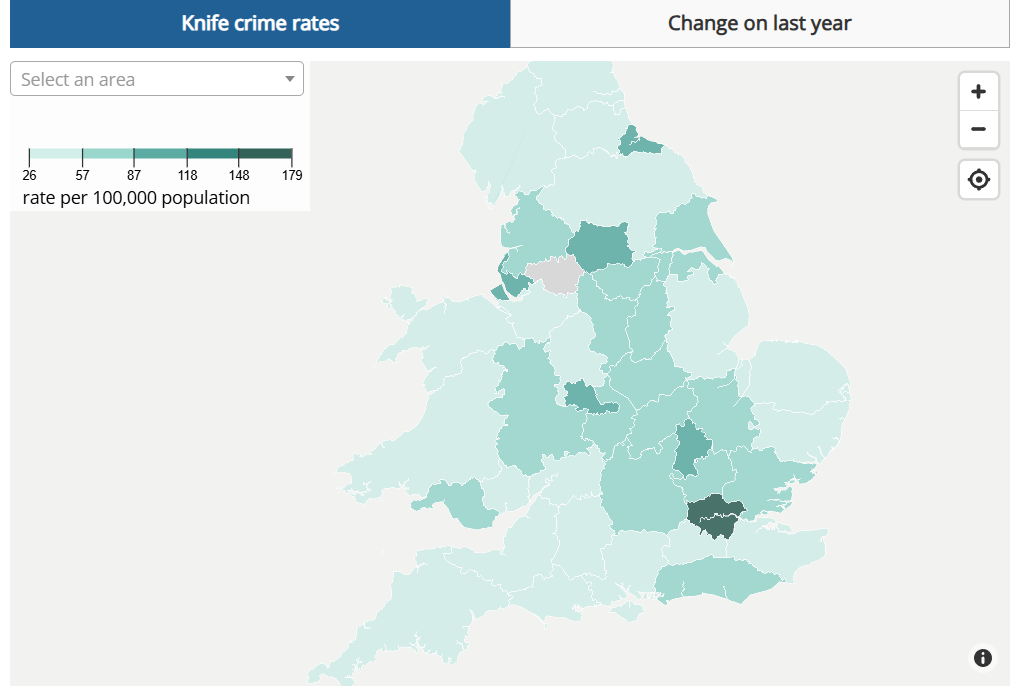 Knife crime rates
Change on last year
Select an area
26 57 87 118 148 179
rate per 100,000 population